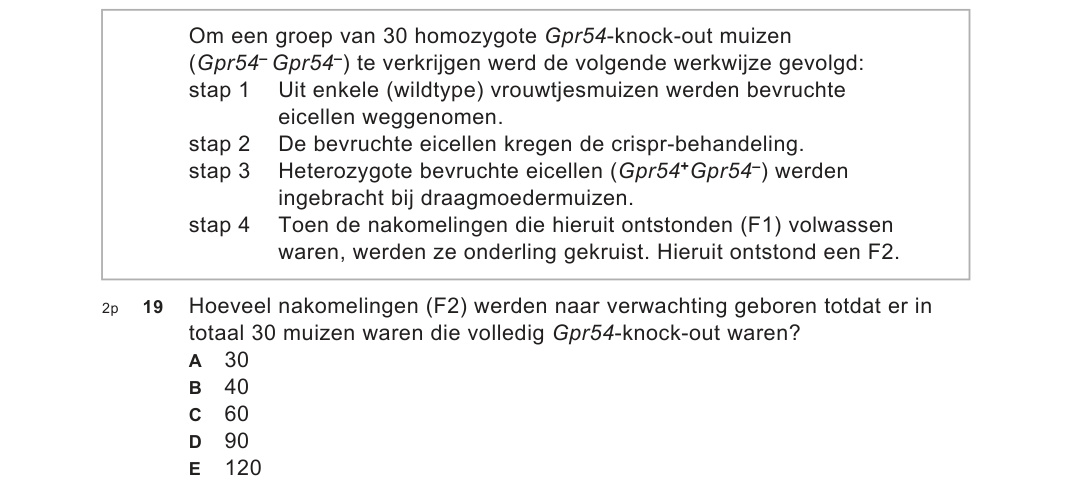 Om een groep van 30 homozygote Gpr54-knock-out muizen
(Gpr54⁻ Gpr54⁻) te verkrijgen werd de volgende werkwijze gevolgd:
stap 1 Uit enkele (wildtype) vrouwtjesmuizen werden bevruchte
eicellen weggenomen.
stap 2 De bevruchte eicellen kregen de crispr-behandeling.
stap 3 Heterozygote bevruchte eicellen (Gpr54⁺Gpr54⁻) werden
ingebracht bij draagmoedermuizen.
stap 4 Toen de nakomelingen die hieruit ontstonden (F1) volwassen
waren, werden ze onderling gekruist. Hieruit ontstond een F2.
2p 19 Hoeveel nakomelingen (F2) werden naar verwachting geboren totdat er in
totaal 30 muizen waren die volledig Gpr54-knock-out waren?
A 30
B 40
C 60
D 90
E 120